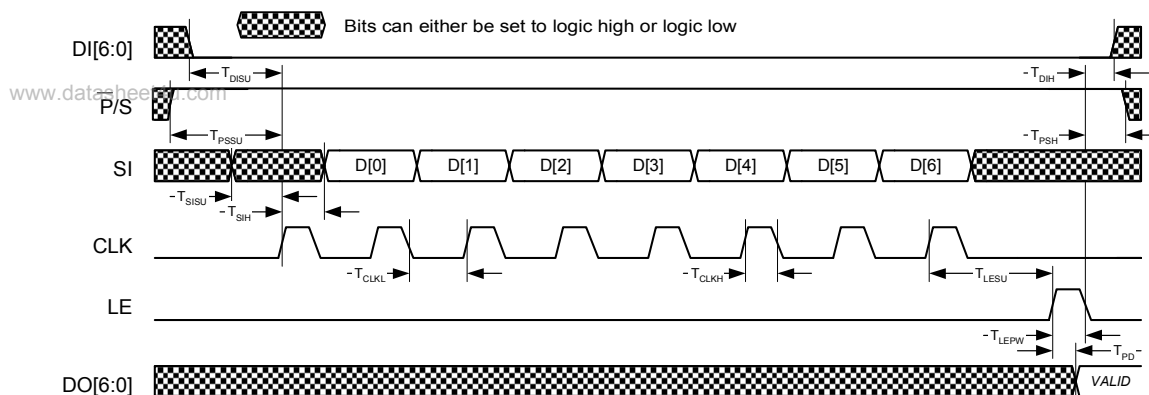 Bits can either be set to logic high or logic low
DI[6:0]
T_DISU
T_DIH
www.datasheet4u.com
P̅/S
T_PSSU
T_PSH
SI
D[0] D[1] D[2] D[3] D[4] D[5] D[6]
T_SISU
T_SIH
CLK
T_CLKL
T_CLKH
T_LESU
LE
T_LEPW
T_PD
DO[6:0]
VALID